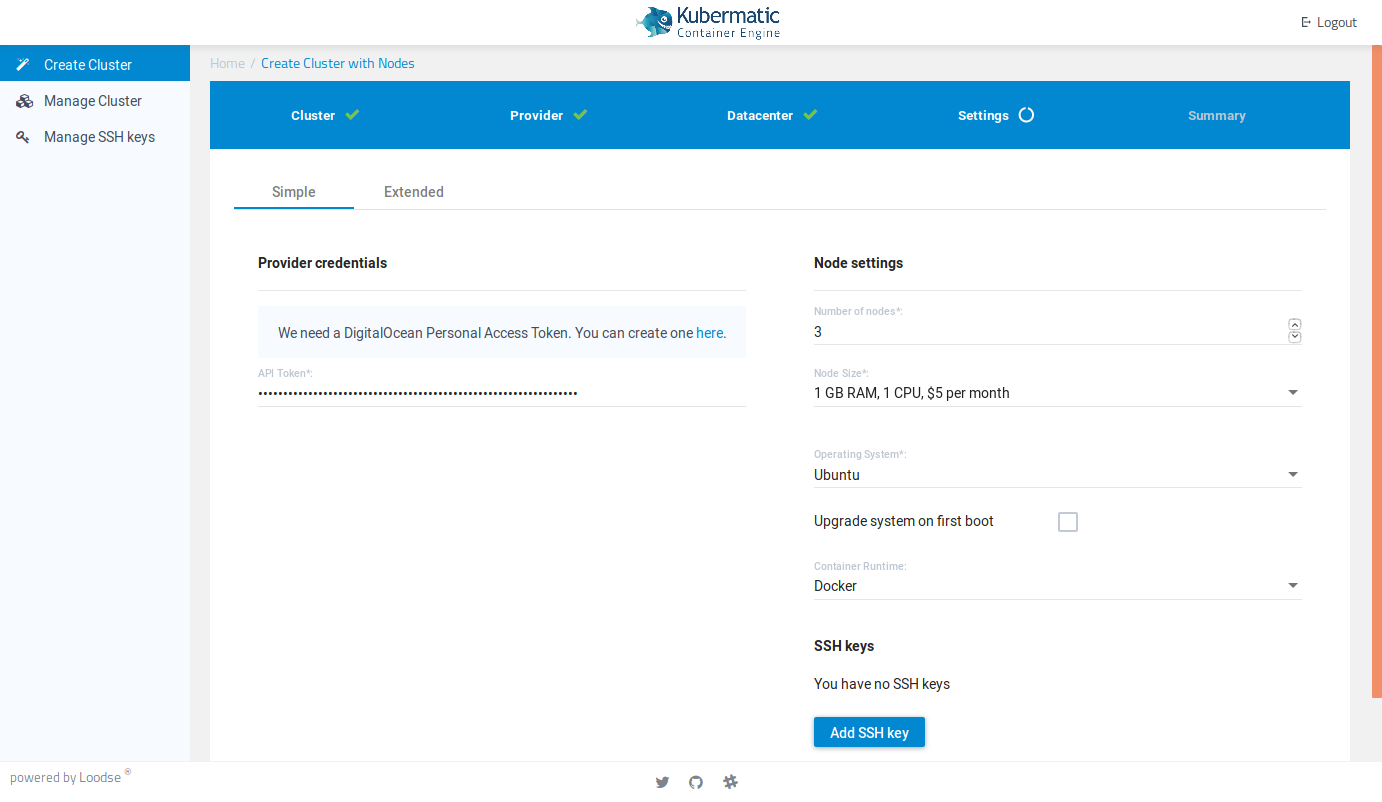 Kubermatic
Container Engine
Logout
Create Cluster
Manage Cluster
Manage SSH keys
Home / Create Cluster with Nodes
Cluster
Provider
Datacenter
Settings
Summary
Simple
Extended
Provider credentials
We need a DigitalOcean Personal Access Token. You can create one here.
API Token*:
••••••••••••••••••••••••••••••••••••••••••••••••••••••••••••••••
Node settings
Number of nodes*:
3
Node Size*:
1 GB RAM, 1 CPU, $5 per month
Operating System*:
Ubuntu
Upgrade system on first boot
Container Runtime:
Docker
SSH keys
You have no SSH keys
Add SSH key
powered by Loodse ®